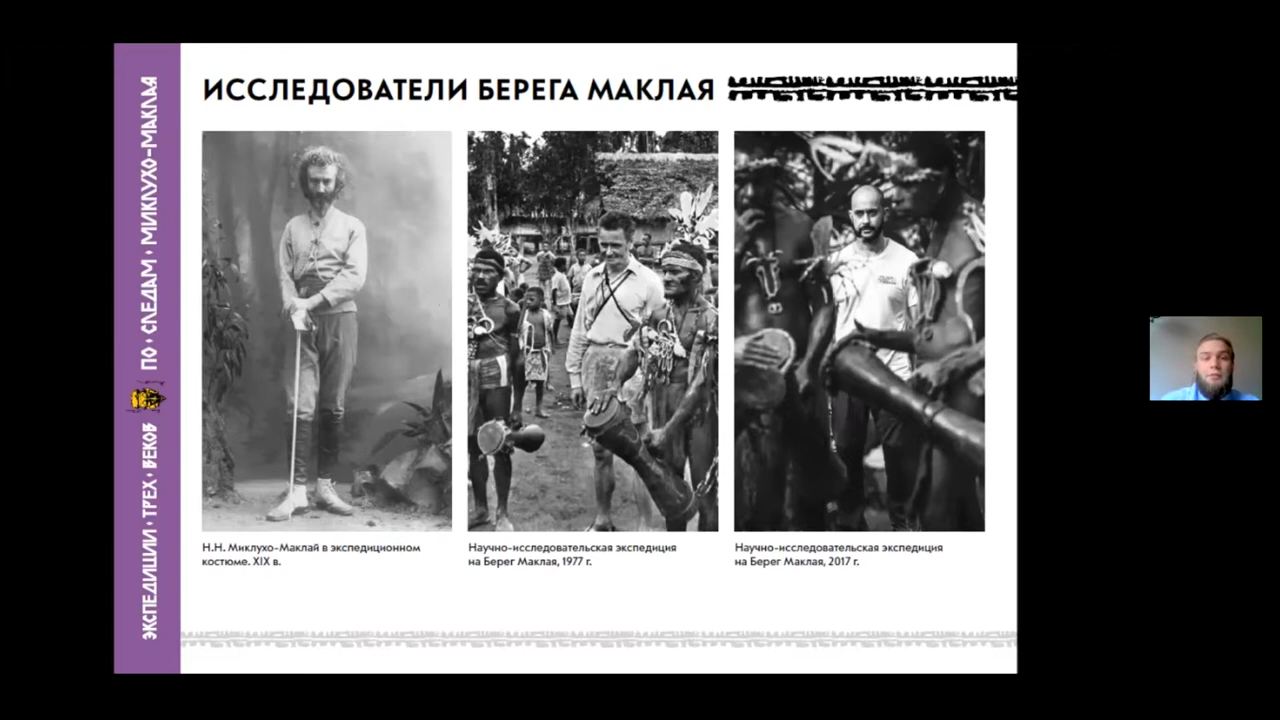 ИССЛЕДОВАТЕЛИ БЕРЕГА МАКЛАЯ
ЭКСПЕДИЦИИ • ТРЕХ • ВЕКОВ ПО • СЛЕДАМ • МИКЛУХО-МАКЛАЯ
Н.Н. Миклухо-Маклай в экспедиционном
костюме. XIX в.
Научно-исследовательская экспедиция
на Берег Маклая, 1977 г.
Научно-исследовательская экспедиция
на Берег Маклая, 2017 г.